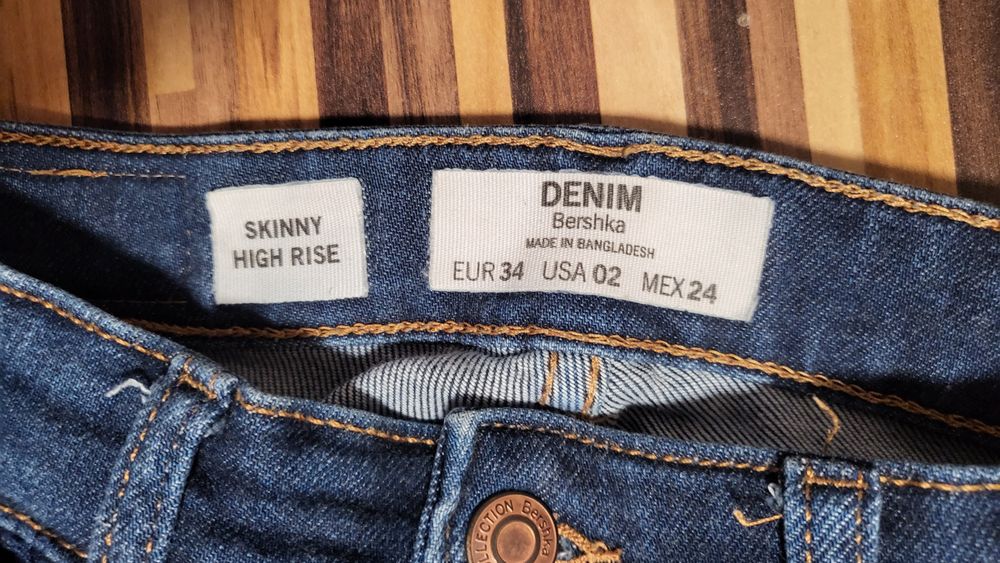 SKINNY
HIGH RISE
DENIM
Bershka
MADE IN BANGLADESH
EUR 34 USA 02 MEX 24
Bershka